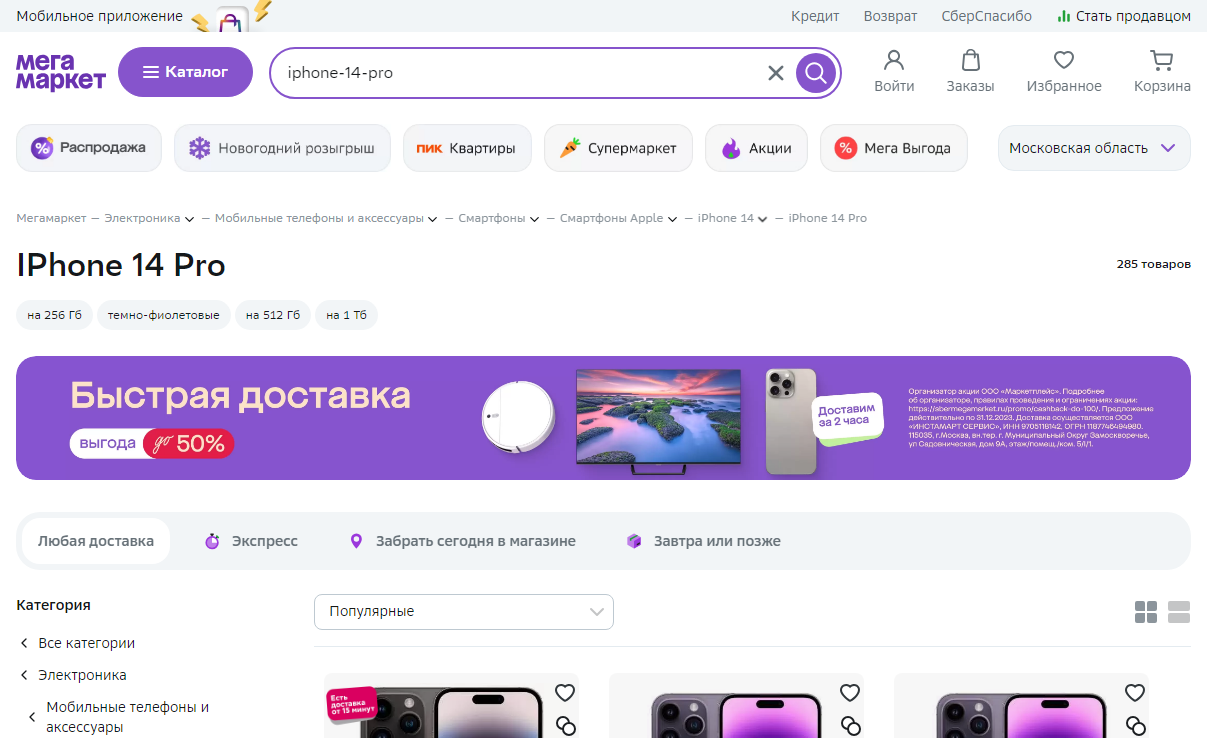 Мобильное приложение
Кредит
Возврат
СберСпасибо
Стать продавцом
мега
маркет
Каталог
iphone-14-pro
Войти
Заказы
Избранное
Корзина
Распродажа
Новогодний розыгрыш
ПИК Квартиры
Супермаркет
Акции
Мега Выгода
Московская область
Мегамаркет — Электроника — Мобильные телефоны и аксессуары — Смартфоны — Смартфоны Apple — iPhone 14 — iPhone 14 Pro
IPhone 14 Pro
285 товаров
на 256 Гб
темно-фиолетовые
на 512 Гб
на 1 Тб
Быстрая доставка
выгода до 50%
Доставим
за 2 часа
Организатор акции ООО «Маркетплейс». Подробнее
об организаторе, правилах проведения и ограничениях акции:
https://sbermegamarket.ru/promo/cashback-do-100/. Предложение
действительно по 31.12.2023. Доставка осуществляется ООО
«ИНСТАМАРТ СЕРВИС», ИНН 9705118142, ОГРН 1187746494980.
115035, г.Москва, вн.тер. г. Муниципальный Округ Замоскворечье,
ул Садовническая, дом 9А, этаж/помещ./ком. 5/I/1.
Любая доставка
Экспресс
Забрать сегодня в магазине
Завтра или позже
Категория
Все категории
Электроника
Мобильные телефоны и
аксессуары
Популярные
Есть
доставка
от 15 минут